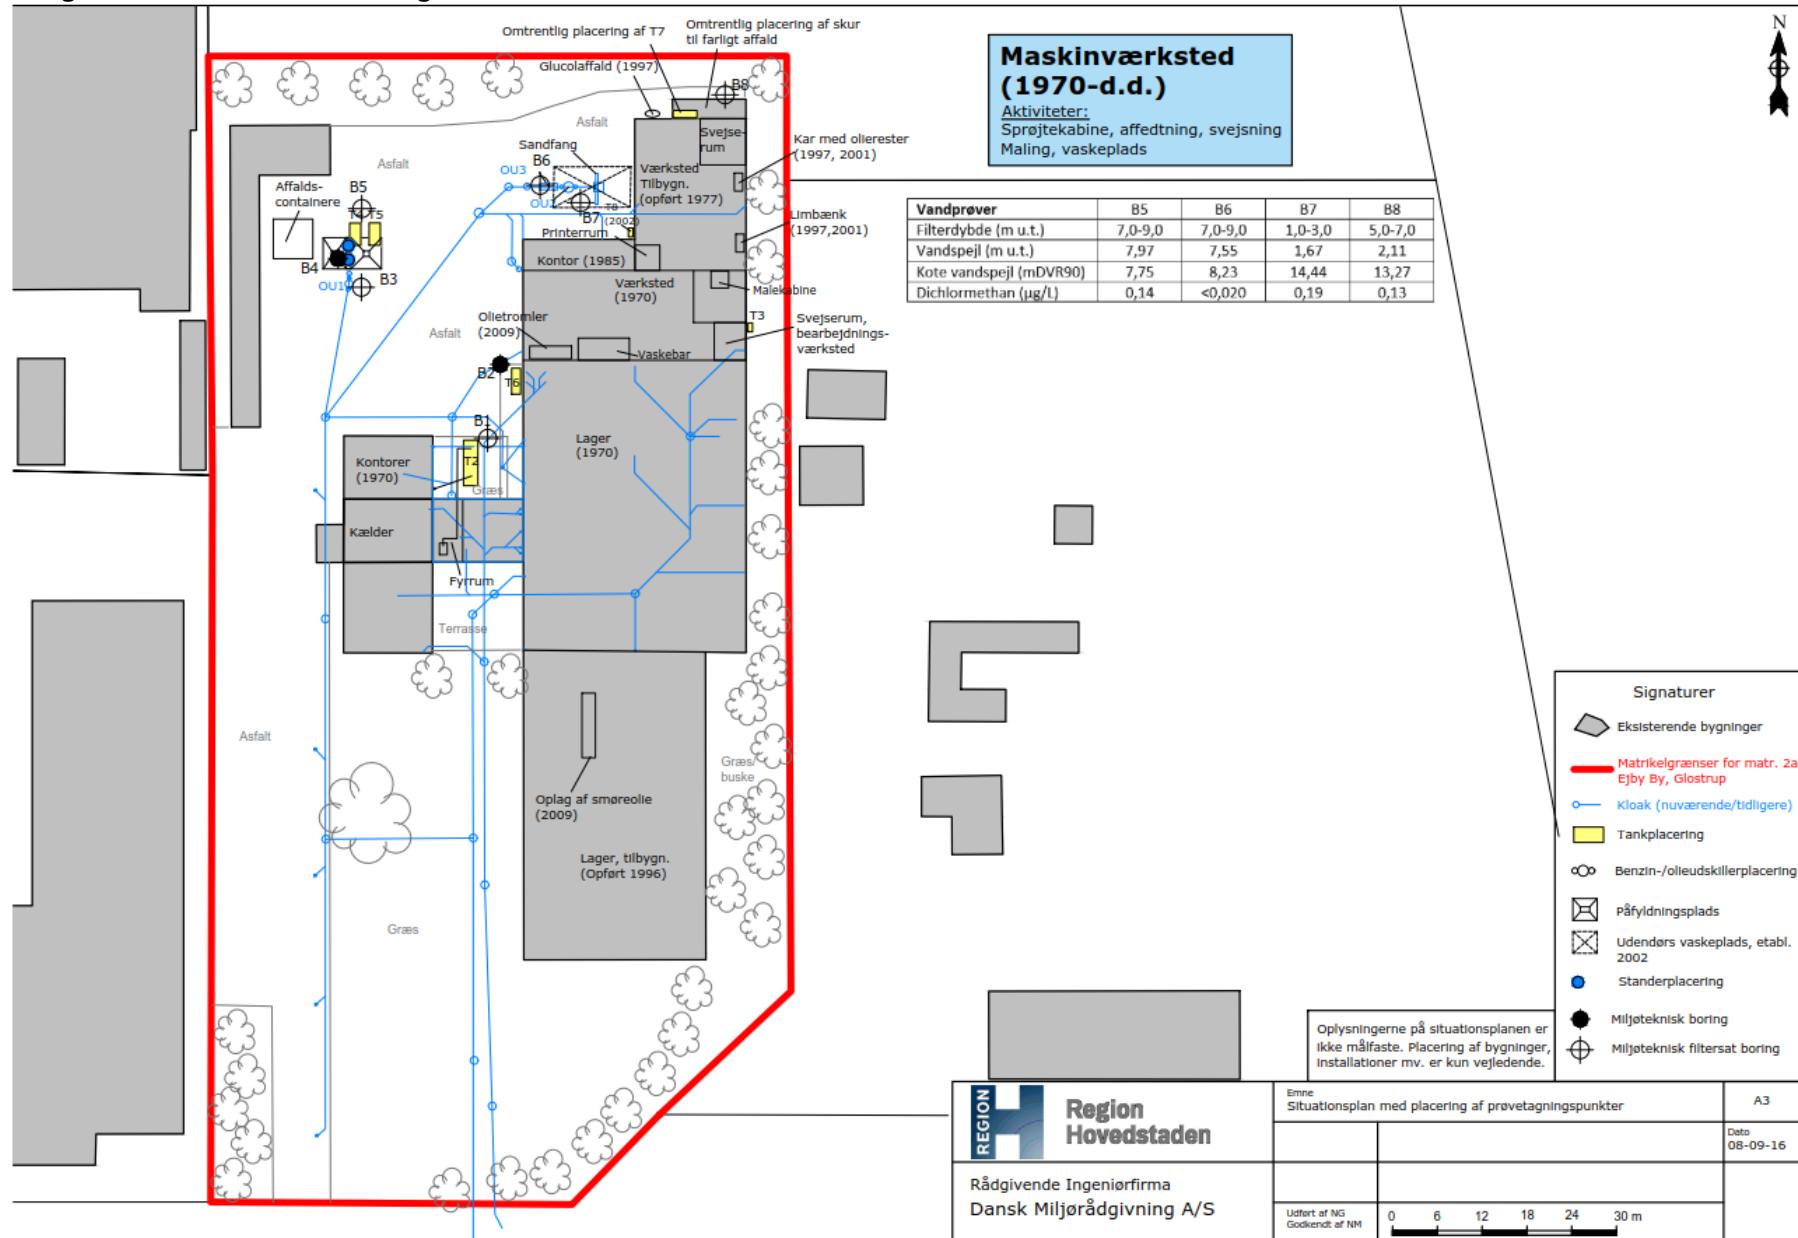 Omtrentlig placering af T7
Omtrentlig placering af skur
til farligt affald
Glucolaffald (1997)
B8
Asfalt
Svejse-
rum
Sandfang
B6
OU3
Asfalt
Værksted
Tilbygn.
(opført 1977)
Kar med olierester
(1997, 2001)
Affalds-
containere
B5
T4 T5
OU2
B7
T8
(2002)
Printerrum
Limbænk
(1997,2001)
B4
B3
OU1
Kontor (1985)
Værksted
(1970)
Malekabine
Olietromler
(2009)
Asfalt
T3
Svejserum,
bearbejdnings-
værksted
Vaskebar
B2
T6
B1
Lager
(1970)
Kontorer
(1970)
T2
Græs
Kælder
Fyrrum
Terrasse
Asfalt
Græs/
buske
Oplag af smøreolie
(2009)
Lager, tilbygn.
(Opført 1996)
Græs
Maskinværksted
(1970-d.d.)
Aktiviteter:
Sprøjtekabine, affedtning, svejsning
Maling, vaskeplads
N
Vandprøver B5 B6 B7 B8
Filterdybde (m u.t.) 7,0-9,0 7,0-9,0 1,0-3,0 5,0-7,0
Vandspejl (m u.t.) 7,97 7,55 1,67 2,11
Kote vandspejl (mDVR90) 7,75 8,23 14,44 13,27
Dichlormethan (µg/L) 0,14 <0,020 0,19 0,13
Signaturer
Eksisterende bygninger
Matrikelgrænser for matr. 2a
Ejby By, Glostrup
Kloak (nuværende/tidligere)
Tankplacering
Benzin-/olieudskillerplacering
Påfyldningsplads
Udendørs vaskeplads, etabl.
2002
Standerplacering
Miljøteknisk boring
Miljøteknisk filtersat boring
Oplysningerne på situationsplanen er
ikke målfaste. Placering af bygninger,
installationer mv. er kun vejledende.
REGION
H
Region
Hovedstaden
Rådgivende Ingeniørfirma
Dansk Miljørådgivning A/S
Emne
Situationsplan med placering af prøvetagningspunkter
A3
Dato
08-09-16
Udført af NG
Godkendt af NM
0 6 12 18 24 30 m